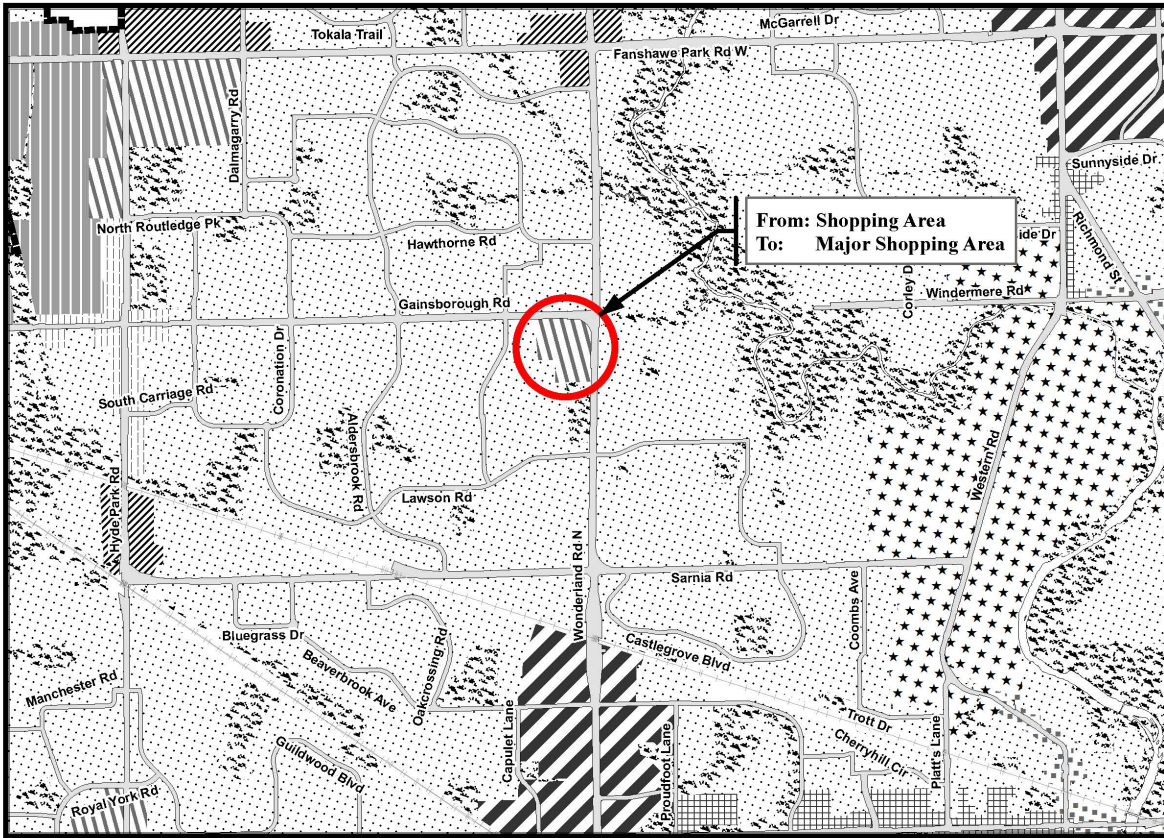 McGarrell Dr
Tokala Trail
Fanshawe Park Rd W
Dalmagarry Rd
Sunnyside Dr
From: Shopping Area
To: Major Shopping Area
North Routledge Pk
Hawthorne Rd
ide Dr
Richmond St
Corley D
Windermere Rd
Gainsborough Rd
Coronation Dr
South Carriage Rd
Aldersbrook Rd
Western Rd
Lawson Rd
Hyde Park Rd
Wonderland Rd N
Sarnia Rd
Coombs Ave
Bluegrass Dr
Castlegrove Blvd
Beaverbrook Ave
Oakcrossing Rd
Manchester Rd
Trott Dr
Capulet Lane
Proudfoot Lane
Platt's Lane
Cherryhill Cir
Guildwood Blvd
Royal York Rd